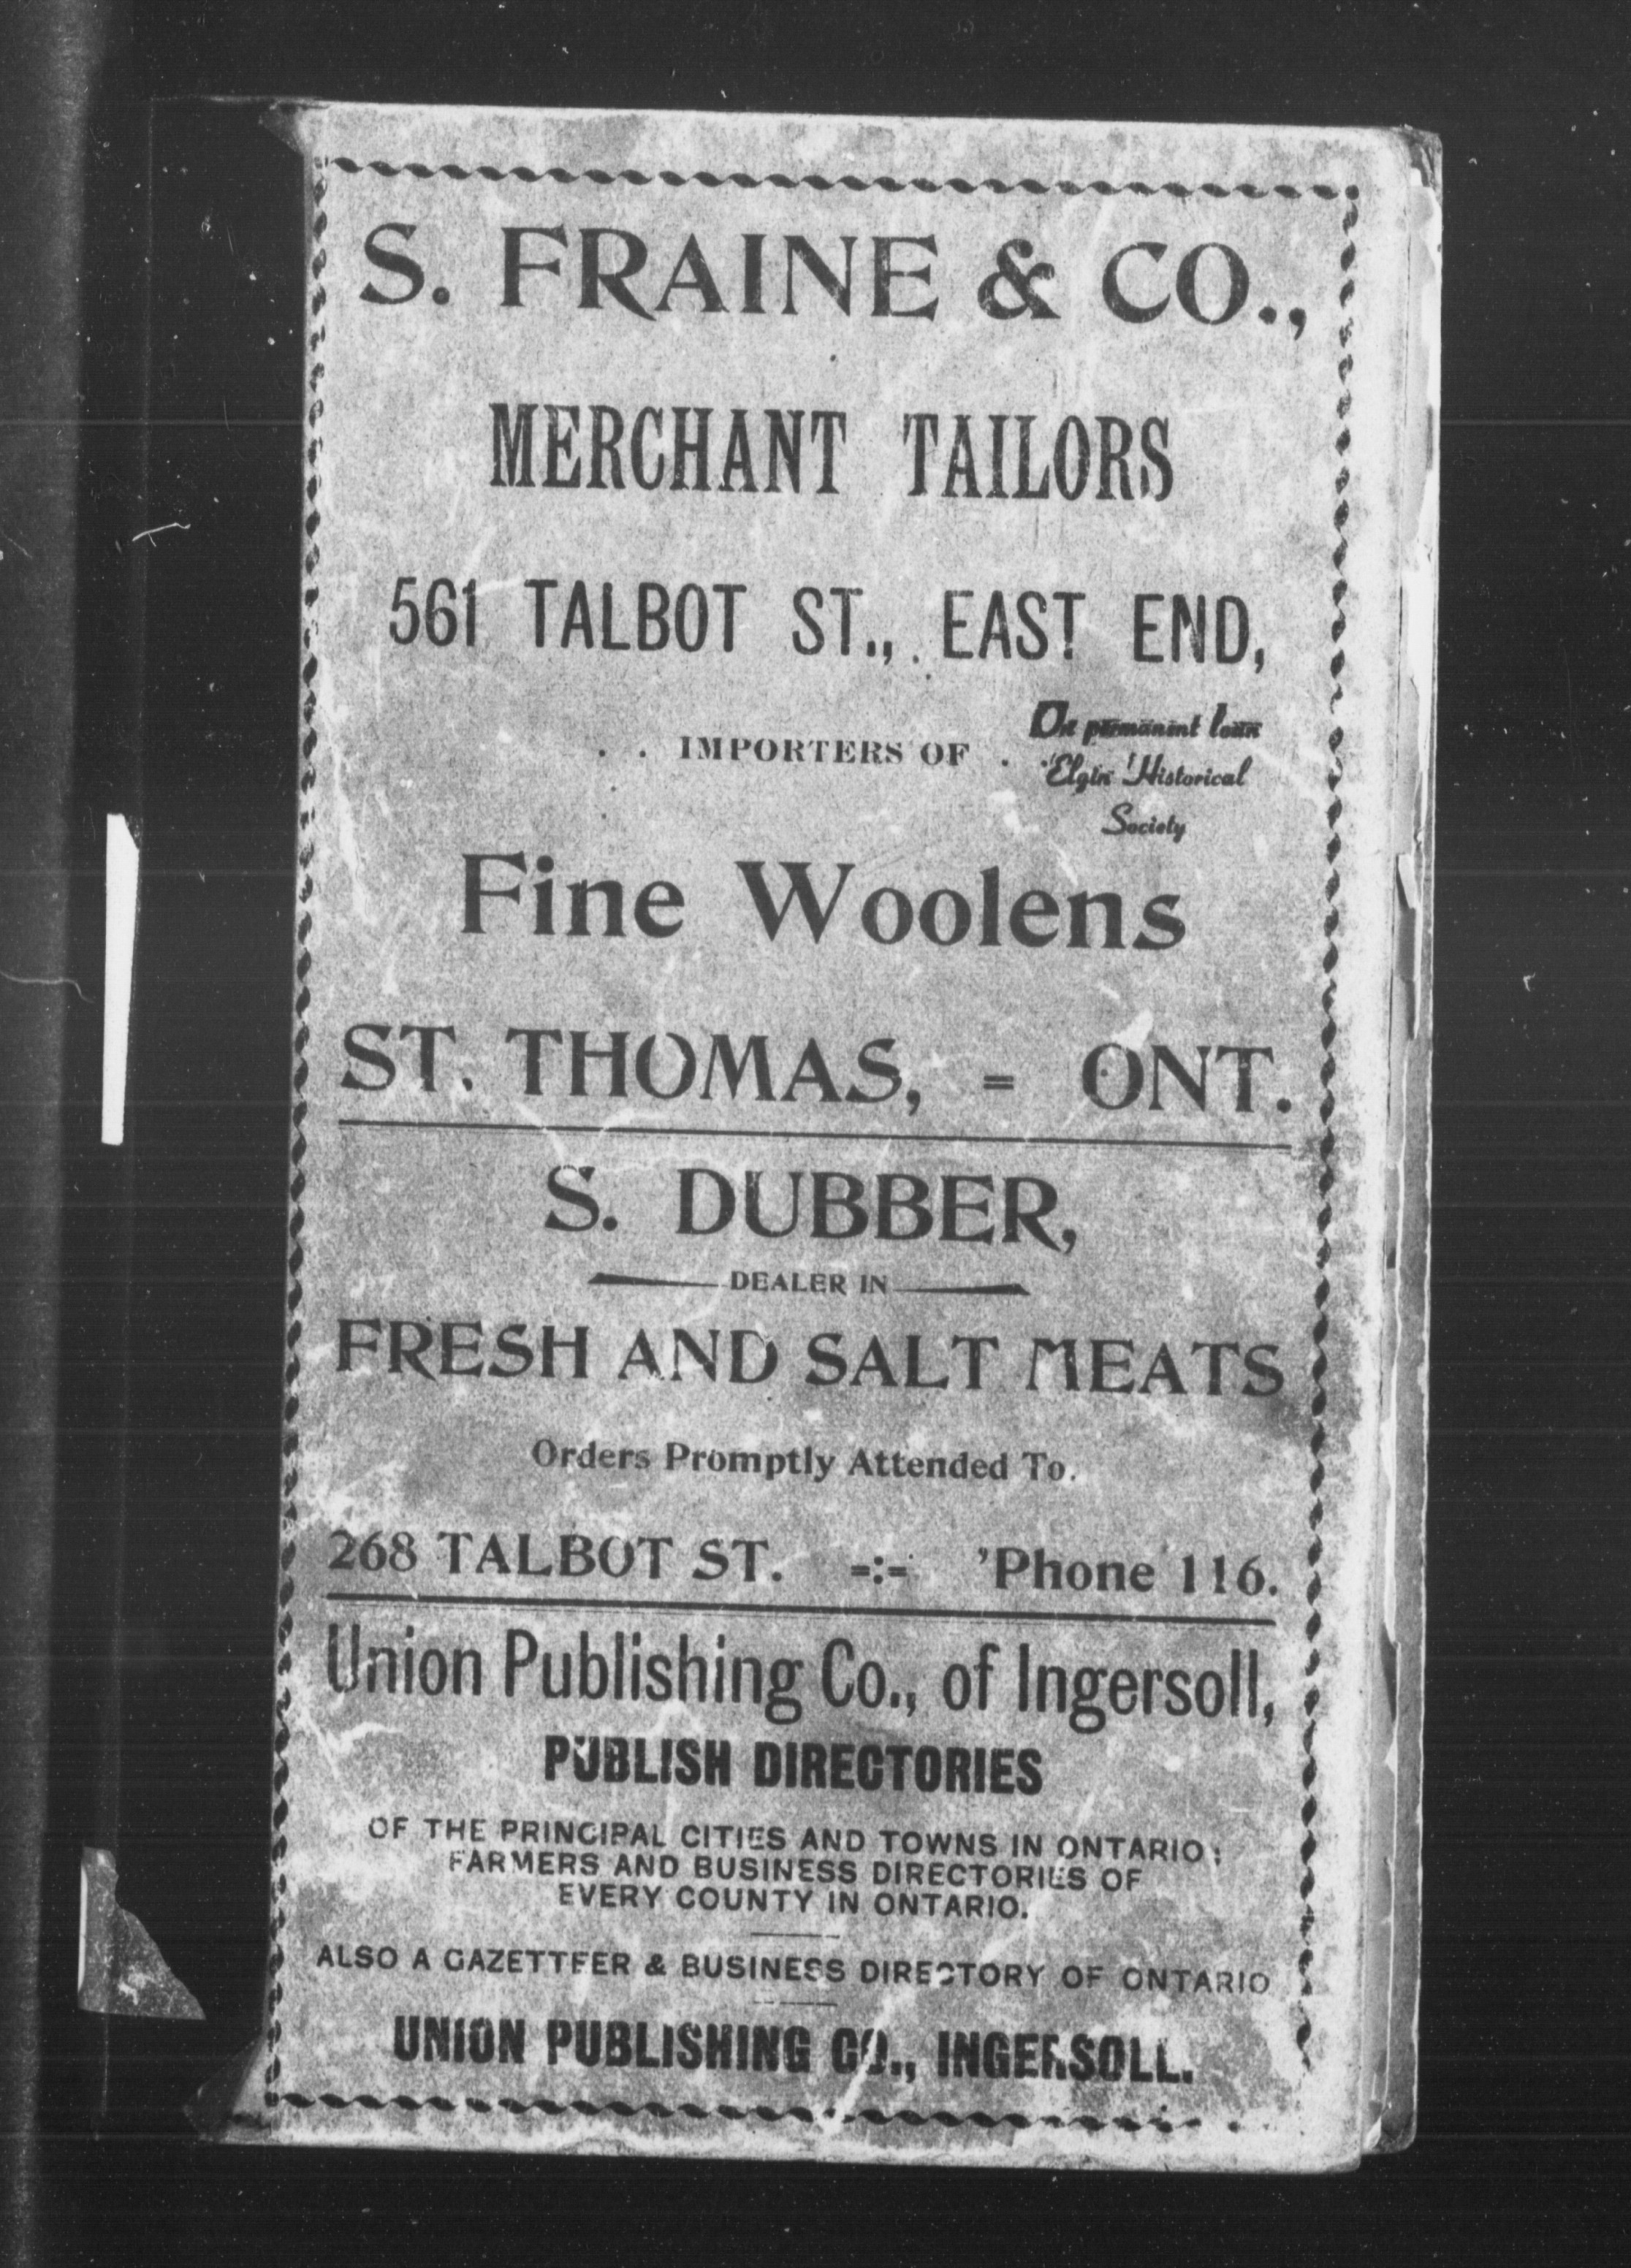 S. FRAINE & CO.,
MERCHANT TAILORS
561 TALBOT ST., EAST END,
. . IMPORTERS OF .
On permanent loan
Elgin Historical
Society
Fine Woolens
ST. THOMAS, = ONT.
S. DUBBER,
DEALER IN
FRESH AND SALT MEATS
Orders Promptly Attended To.
268 TALBOT ST. =:= 'Phone 116.
Union Publishing Co., of Ingersoll,
PUBLISH DIRECTORIES
OF THE PRINCIPAL CITIES AND TOWNS IN ONTARIO;
FARMERS AND BUSINESS DIRECTORIES OF
EVERY COUNTY IN ONTARIO.
ALSO A GAZETTEER & BUSINESS DIRECTORY OF ONTARIO
UNION PUBLISHING CO., INGERSOLL.